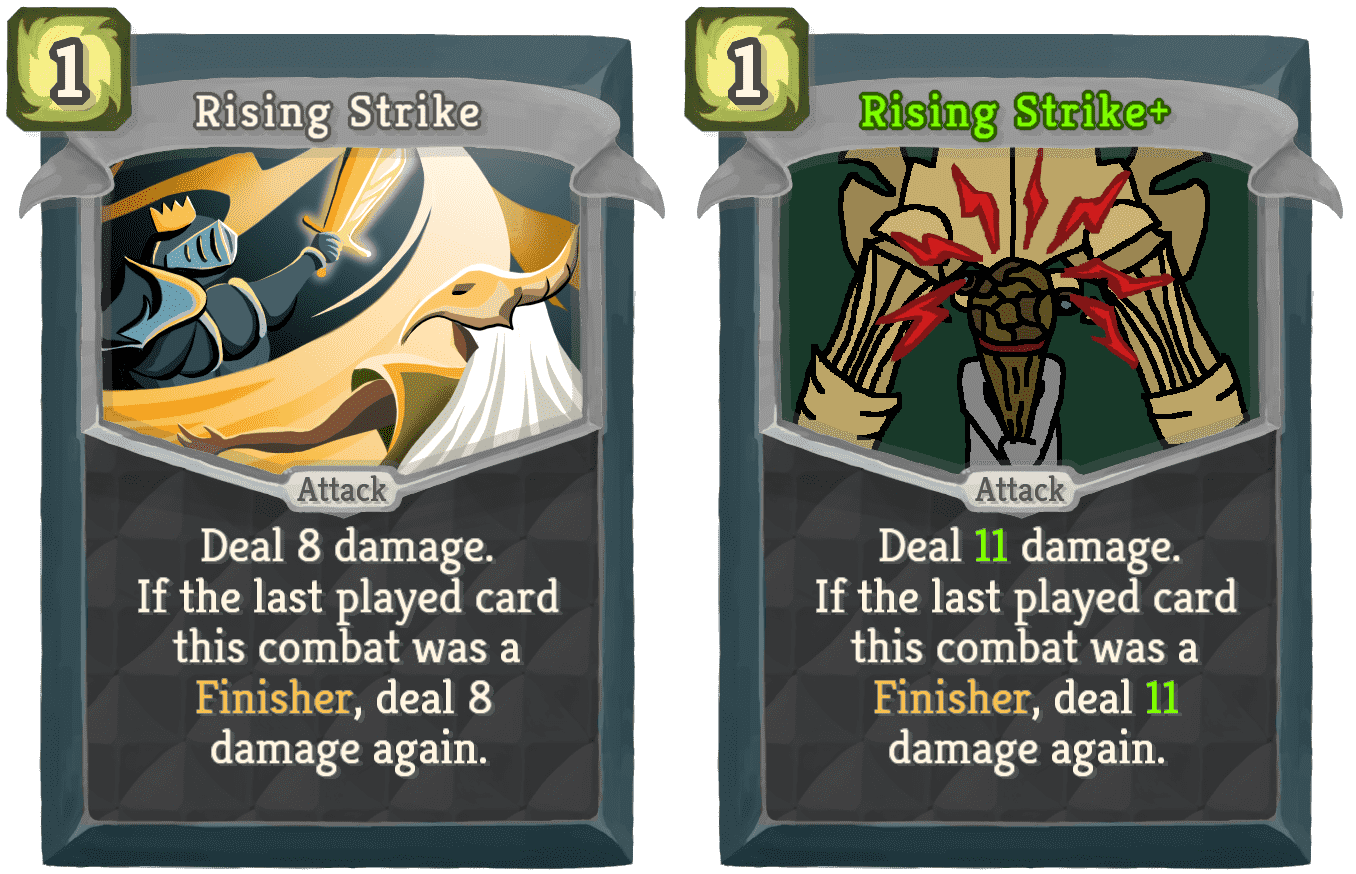 1
Rising Strike
Attack
Deal 8 damage.
If the last played card
this combat was a
Finisher, deal 8
damage again.
1
Rising Strike+
Attack
Deal 11 damage.
If the last played card
this combat was a
Finisher, deal 11
damage again.